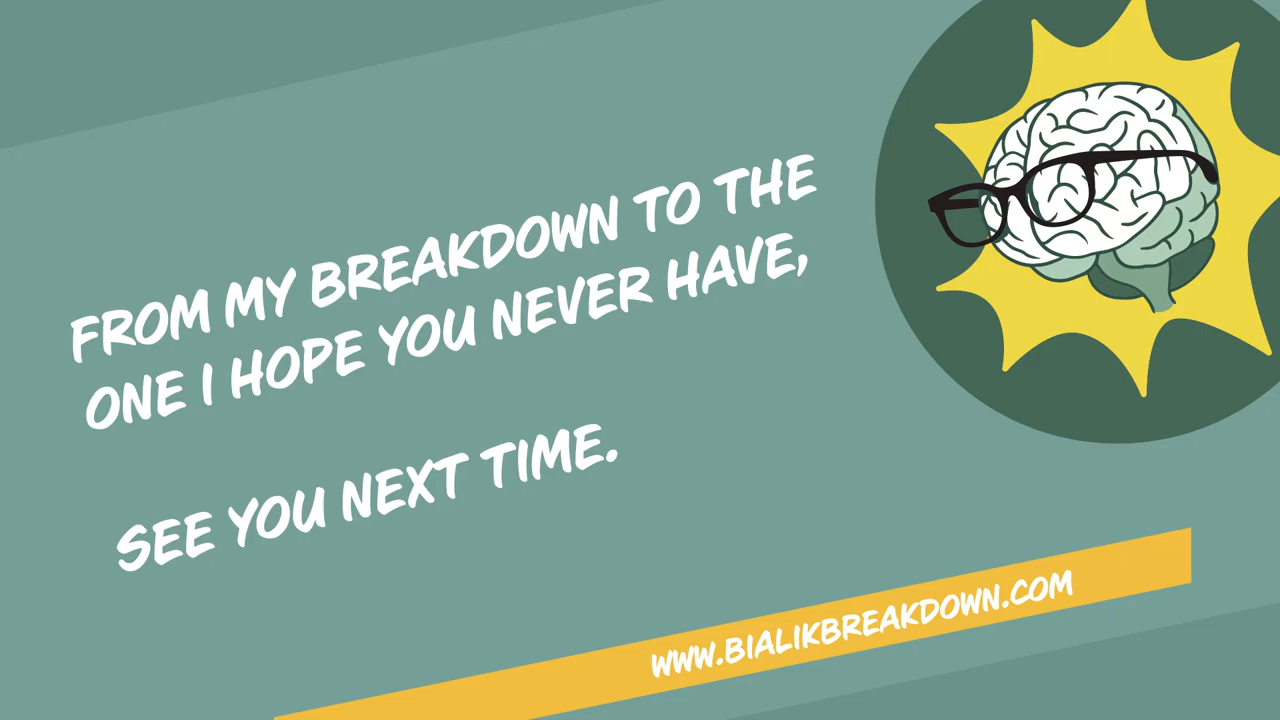 FROM MY BREAKDOWN TO THE
ONE I HOPE YOU NEVER HAVE,
SEE YOU NEXT TIME.
WWW.BIALIKBREAKDOWN.COM